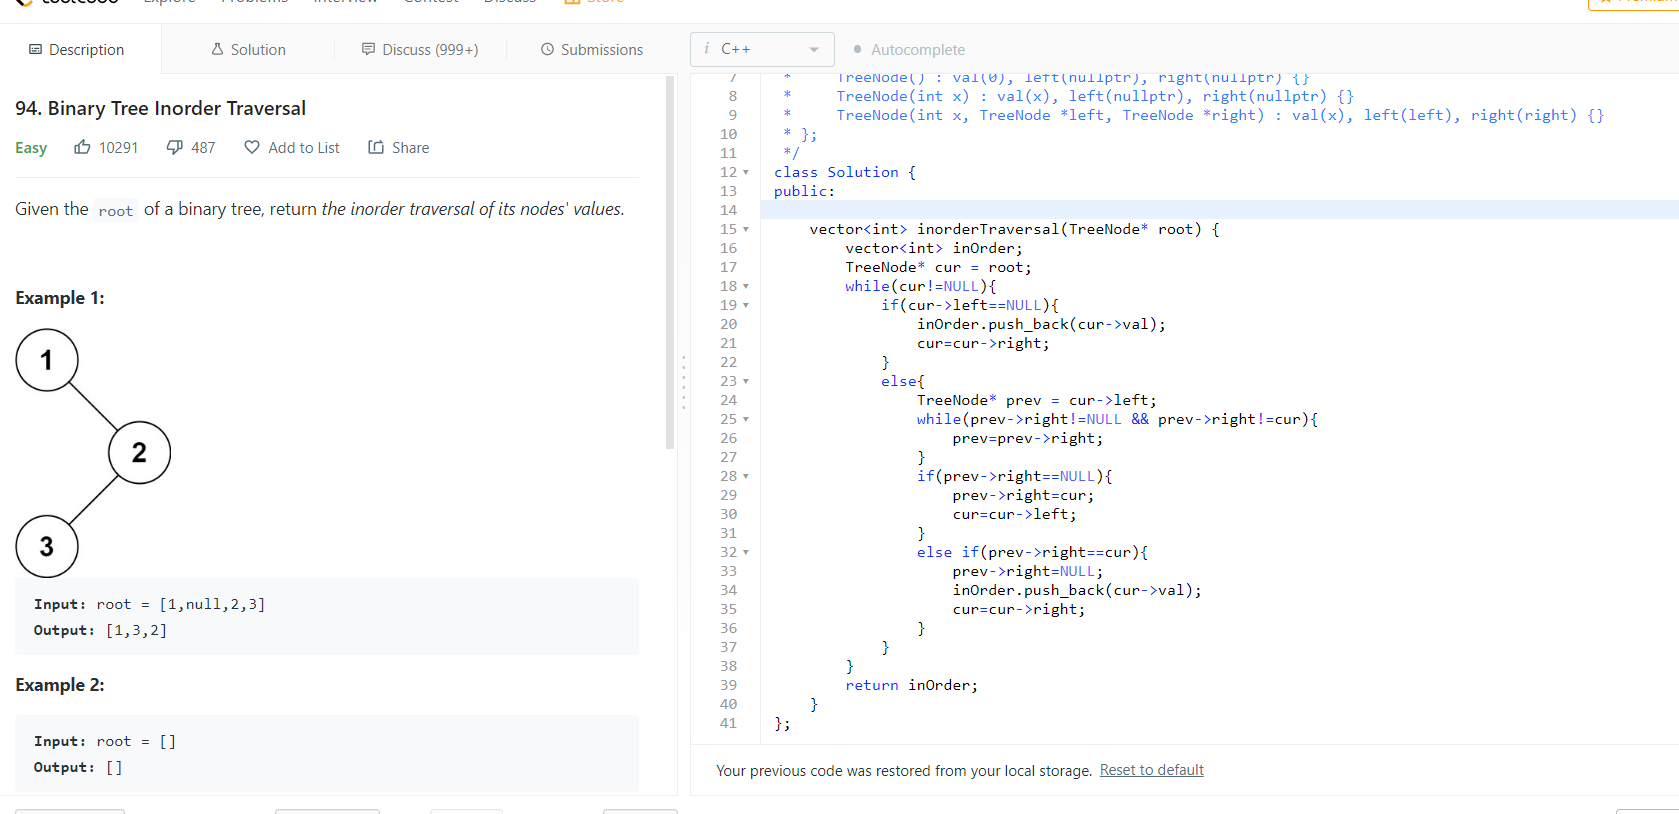 leetcode Explore Problems Interview Contest Discuss Store
Description Solution Discuss (999+) Submissions
i C++ Autocomplete
94. Binary Tree Inorder Traversal
Easy 10291 487 Add to List Share
Given the root of a binary tree, return the inorder traversal of its nodes' values.
Example 1:
1
2
3
Input: root = [1,null,2,3]
Output: [1,3,2]
Example 2:
Input: root = []
Output: []
7 * TreeNode() : val(0), left(nullptr), right(nullptr) {}
8 * TreeNode(int x) : val(x), left(nullptr), right(nullptr) {}
9 * TreeNode(int x, TreeNode *left, TreeNode *right) : val(x), left(left), right(right) {}
10 * };
11 */
12 class Solution {
13 public:
14
15 vector<int> inorderTraversal(TreeNode* root) {
16 vector<int> inOrder;
17 TreeNode* cur = root;
18 while(cur!=NULL){
19 if(cur->left==NULL){
20 inOrder.push_back(cur->val);
21 cur=cur->right;
22 }
23 else{
24 TreeNode* prev = cur->left;
25 while(prev->right!=NULL && prev->right!=cur){
26 prev=prev->right;
27 }
28 if(prev->right==NULL){
29 prev->right=cur;
30 cur=cur->left;
31 }
32 else if(prev->right==cur){
33 prev->right=NULL;
34 inOrder.push_back(cur->val);
35 cur=cur->right;
36 }
37 }
38 }
39 return inOrder;
40 }
41 };
Your previous code was restored from your local storage. Reset to default